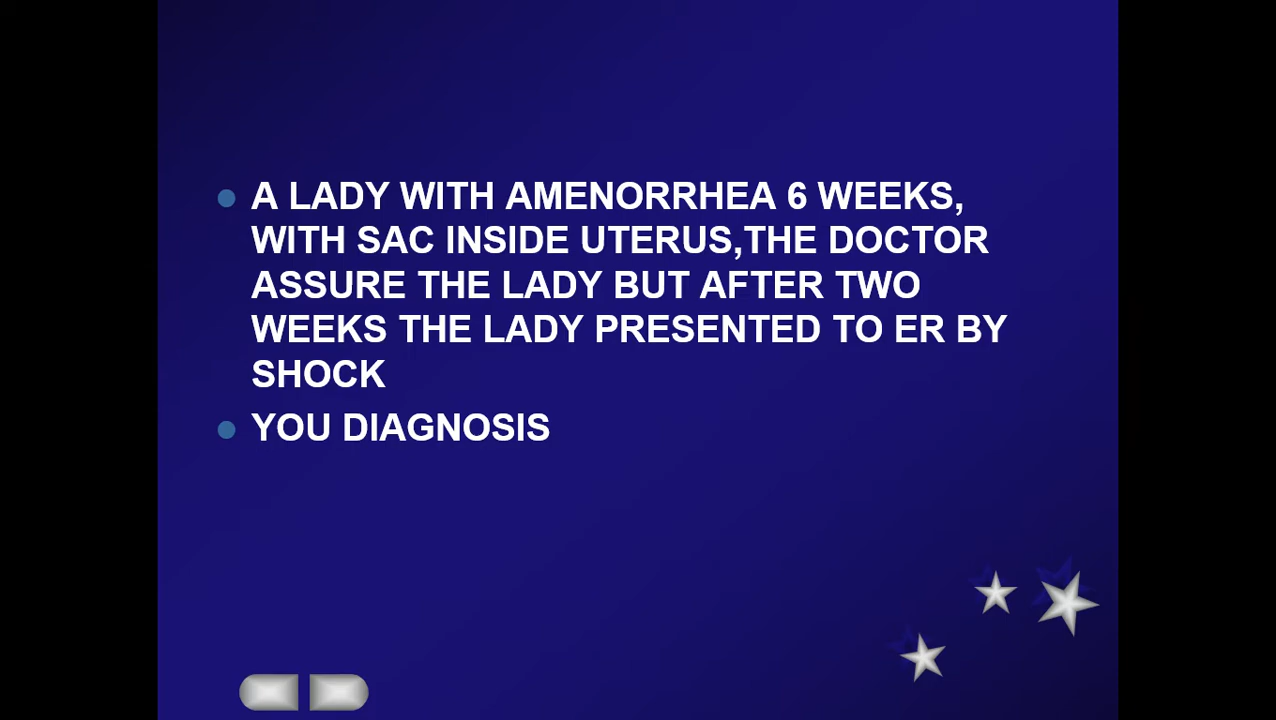 A LADY WITH AMENORRHEA 6 WEEKS,
WITH SAC INSIDE UTERUS,THE DOCTOR
ASSURE THE LADY BUT AFTER TWO
WEEKS THE LADY PRESENTED TO ER BY
SHOCK
YOU DIAGNOSIS